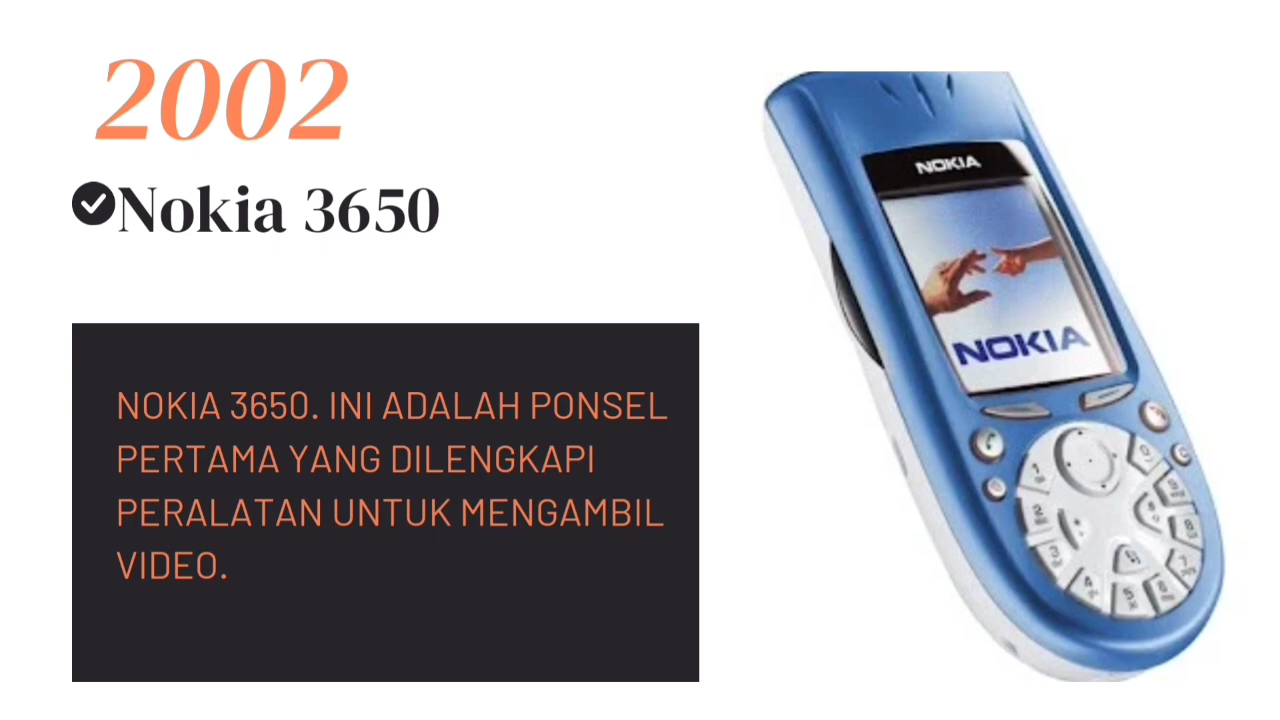 2002
Nokia 3650
NOKIA 3650. INI ADALAH PONSEL
PERTAMA YANG DILENGKAPI
PERALATAN UNTUK MENGAMBIL
VIDEO.
NOKIA
NOKIA